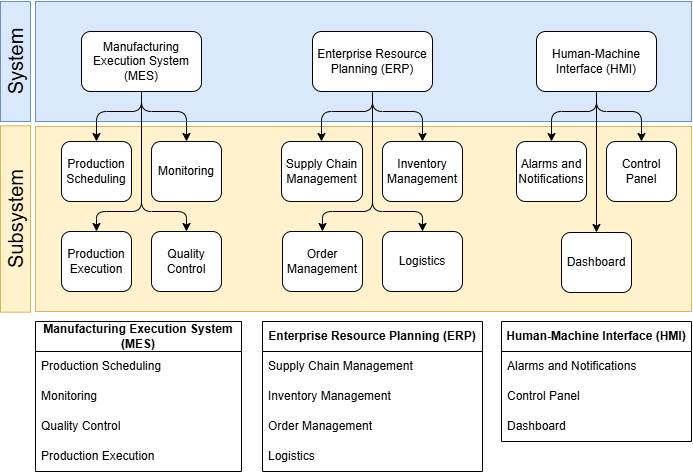 System
Manufacturing
Execution System
(MES)
Enterprise Resource
Planning (ERP)
Human-Machine
Interface (HMI)
Subsystem
Production
Scheduling
Monitoring
Supply Chain
Management
Inventory
Management
Alarms and
Notifications
Control
Panel
Production
Execution
Quality
Control
Order
Management
Logistics
Dashboard
Manufacturing Execution System
(MES)
Production Scheduling
Monitoring
Quality Control
Production Execution
Enterprise Resource Planning (ERP)
Supply Chain Management
Inventory Management
Order Management
Logistics
Human-Machine Interface (HMI)
Alarms and Notifications
Control Panel
Dashboard